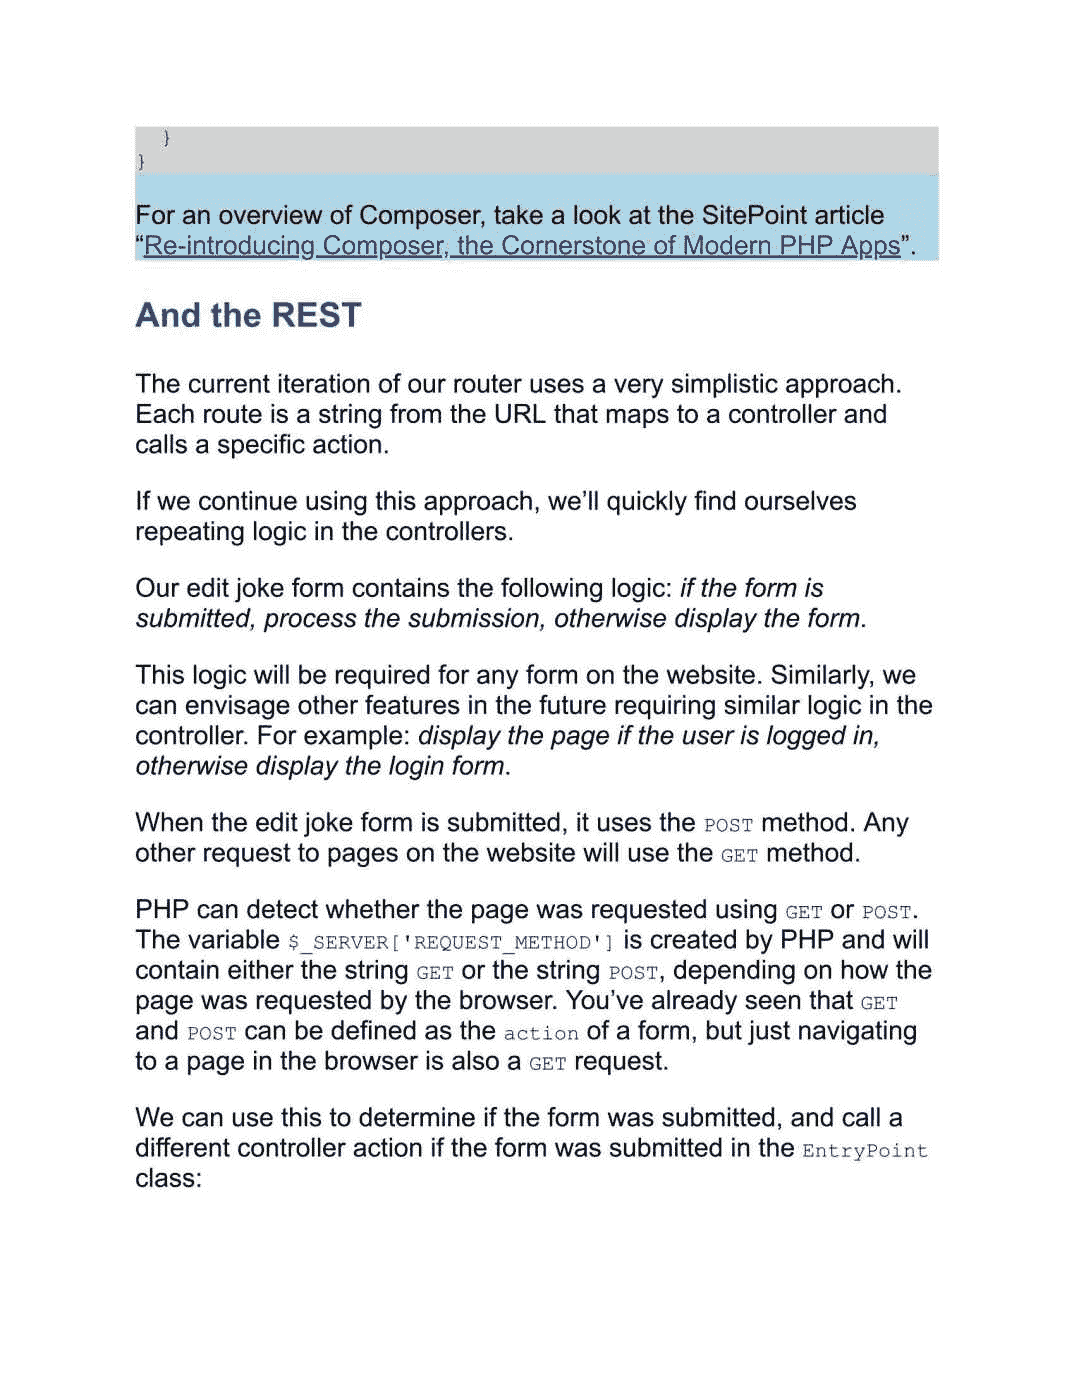 }
}
For an overview of Composer, take a look at the SitePoint article
“Re-introducing Composer, the Cornerstone of Modern PHP Apps”.
And the REST
The current iteration of our router uses a very simplistic approach.
Each route is a string from the URL that maps to a controller and
calls a specific action.
If we continue using this approach, we’ll quickly find ourselves
repeating logic in the controllers.
Our edit joke form contains the following logic: if the form is
submitted, process the submission, otherwise display the form.
This logic will be required for any form on the website. Similarly, we
can envisage other features in the future requiring similar logic in the
controller. For example: display the page if the user is logged in,
otherwise display the login form.
When the edit joke form is submitted, it uses the POST method. Any
other request to pages on the website will use the GET method.
PHP can detect whether the page was requested using GET or POST.
The variable $_SERVER['REQUEST_METHOD'] is created by PHP and will
contain either the string GET or the string POST, depending on how the
page was requested by the browser. You’ve already seen that GET
and POST can be defined as the action of a form, but just navigating
to a page in the browser is also a GET request.
We can use this to determine if the form was submitted, and call a
different controller action if the form was submitted in the EntryPoint
class: